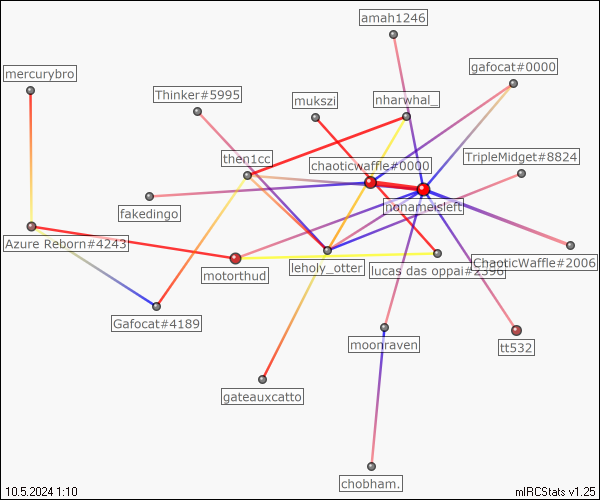 amah1246
mercurybro
gafocat#0000
Thinker#5995
mukszi
nharwhal_
then1cc
chaoticwaffle#0000
TripleMidget#8824
fakedingo
nonameisleft
Azure Reborn#4243
motorthud
leholy_otter
lucas das oppai#2396
ChaoticWaffle#2006
Gafocat#4189
moonraven
tt532
gateauxcatto
chobham.
10.5.2024 1:10
mIRCStats v1.25